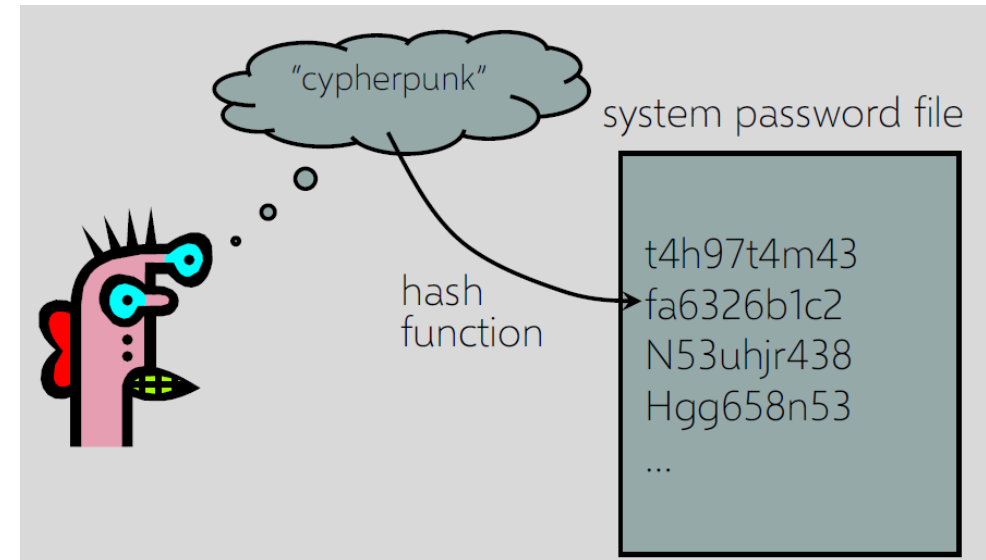 "cypherpunk"
system password file
hash
function
t4h97t4m43
fa6326b1c2
N53uhjr438
Hgg658n53
...